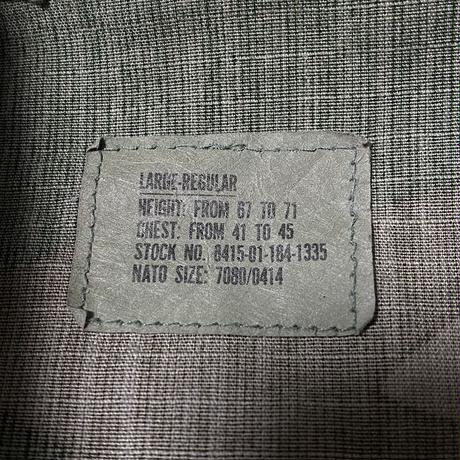 LARGE-REGULAR
HEIGHT: FROM 67 TO 71
CHEST: FROM 41 TO 45
STOCK NO. 8415-01-184-1335
NATO SIZE: 7080/0414